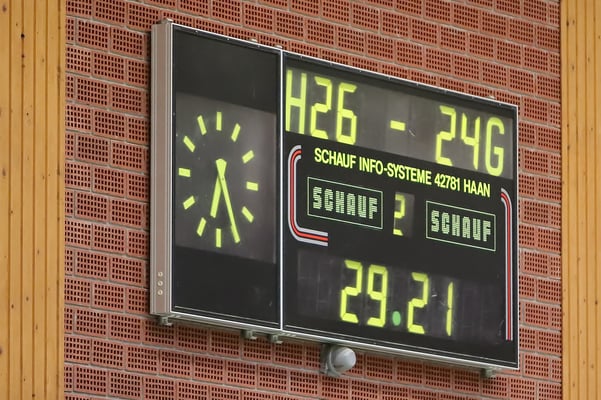 H26 - 24G
SCHAUF INFO-SYSTEME 42781 HAAN
SCHAUF 2 SCHAUF
29.21